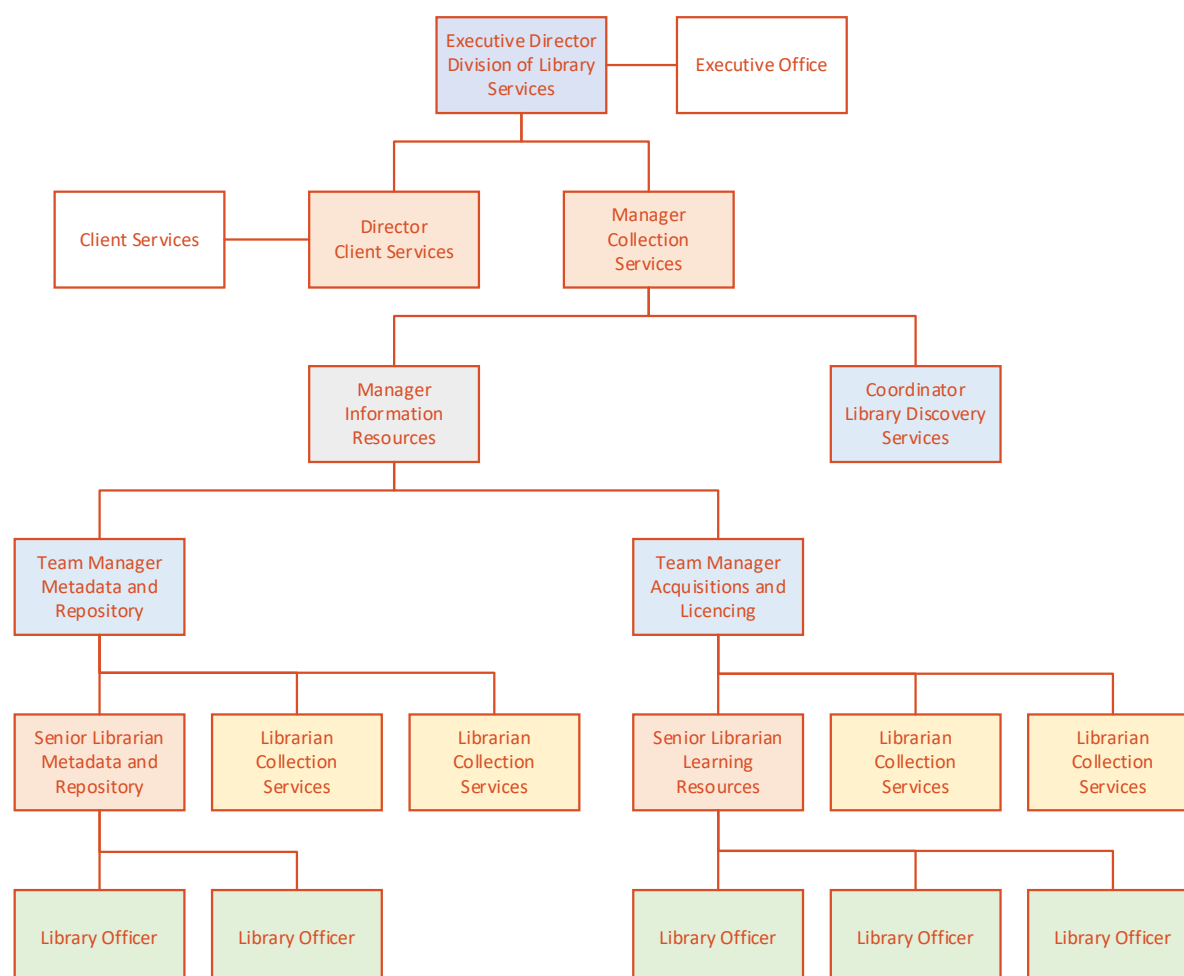 Executive Director
Division of Library
Services
Executive Office
Client Services
Director
Client Services
Manager
Collection
Services
Manager
Information
Resources
Coordinator
Library Discovery
Services
Team Manager
Metadata and
Repository
Team Manager
Acquisitions and
Licencing
Senior Librarian
Metadata and
Repository
Librarian
Collection
Services
Librarian
Collection
Services
Senior Librarian
Learning
Resources
Librarian
Collection
Services
Librarian
Collection
Services
Library Officer
Library Officer
Library Officer
Library Officer
Library Officer